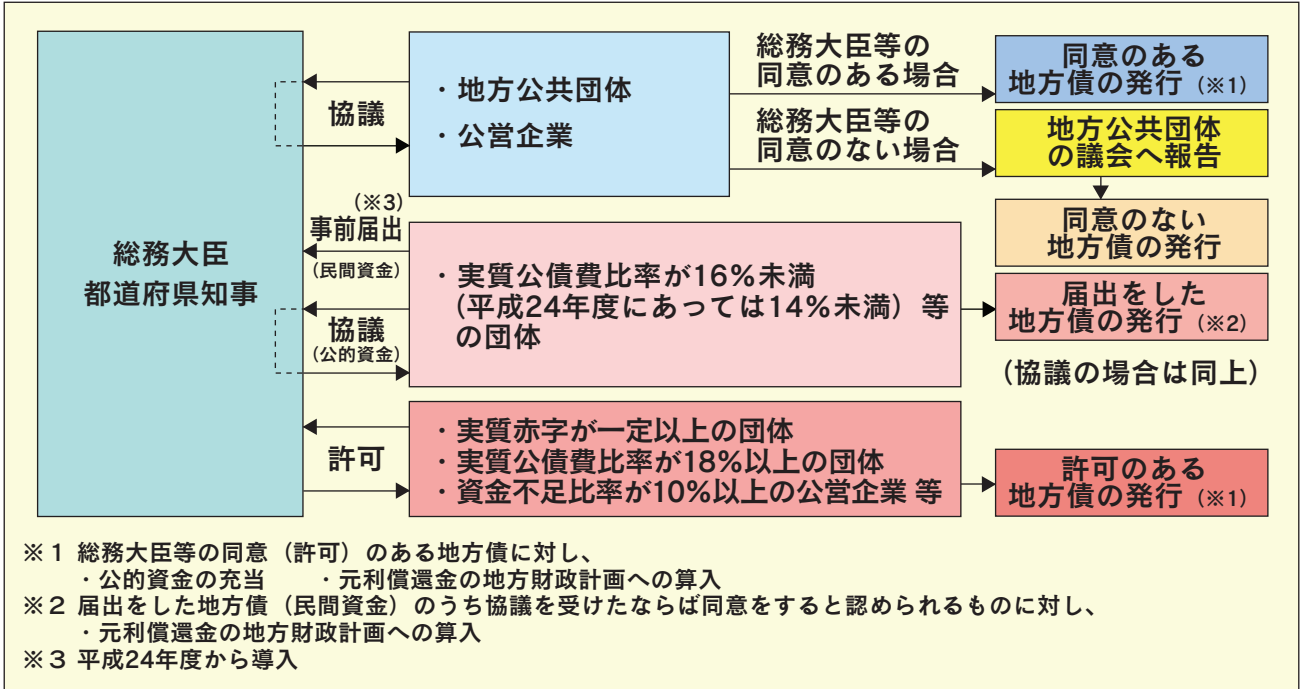 総務大臣
都道府県知事
協議
・地方公共団体
・公営企業
総務大臣等の
同意のある場合
同意のある
地方債の発行（※1）
総務大臣等の
同意のない場合
地方公共団体
の議会へ報告
同意のない
地方債の発行
（※3）
事前届出
（民間資金）
協議
（公的資金）
・実質公債費比率が16%未満
（平成24年度にあっては14%未満）等
の団体
届出をした
地方債の発行（※2）
（協議の場合は同上）
許可
・実質赤字が一定以上の団体
・実質公債費比率が18%以上の団体
・資金不足比率が10%以上の公営企業 等
許可のある
地方債の発行（※1）
※１ 総務大臣等の同意（許可）のある地方債に対し、
・公的資金の充当　・元利償還金の地方財政計画への算入
※２ 届出をした地方債（民間資金）のうち協議を受けたならば同意をすると認められるものに対し、
・元利償還金の地方財政計画への算入
※３ 平成24年度から導入